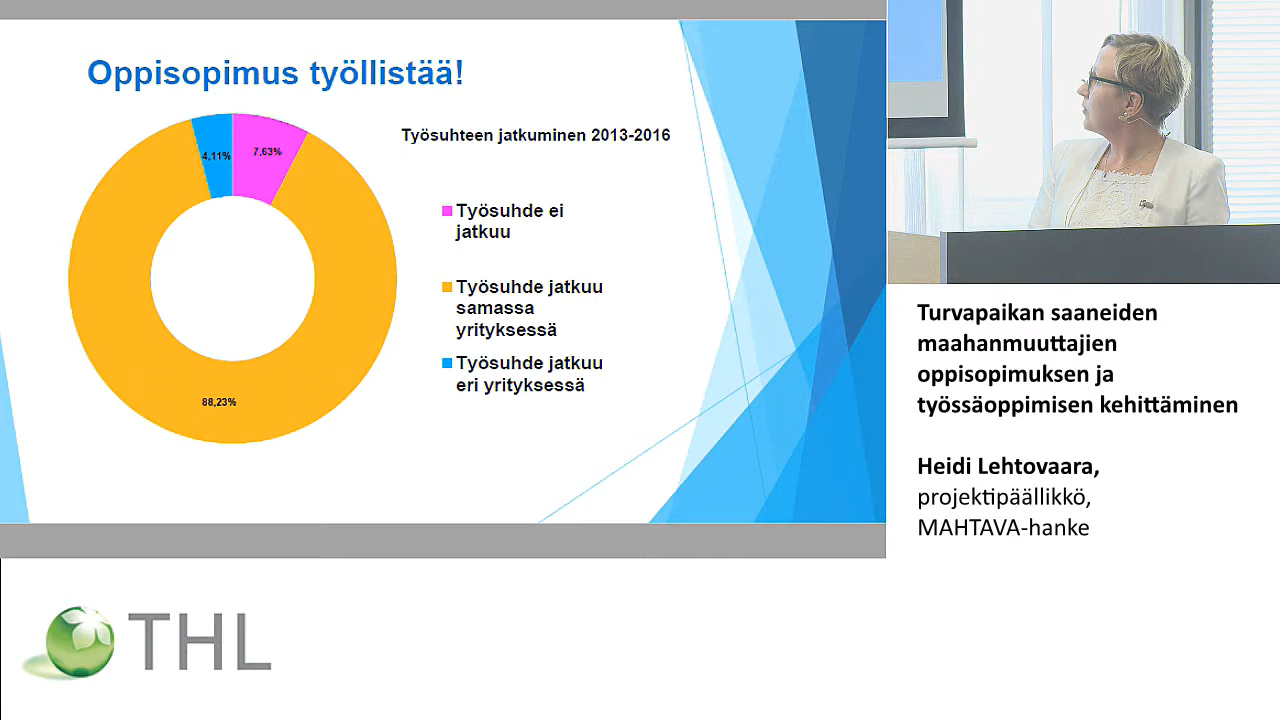 Oppisopimus työllistää!
Työsuhteen jatkuminen 2013-2016
4,11%
7,63%
88,23%
Työsuhde ei
jatkuu
Työsuhde jatkuu
samassa
yrityksessä
Työsuhde jatkuu
eri yrityksessä
Turvapaikan saaneiden
maahanmuuttajien
oppisopimuksen ja
työssäoppimisen kehittäminen
Heidi Lehtovaara,
projektipäällikkö,
MAHTAVA-hanke
THL